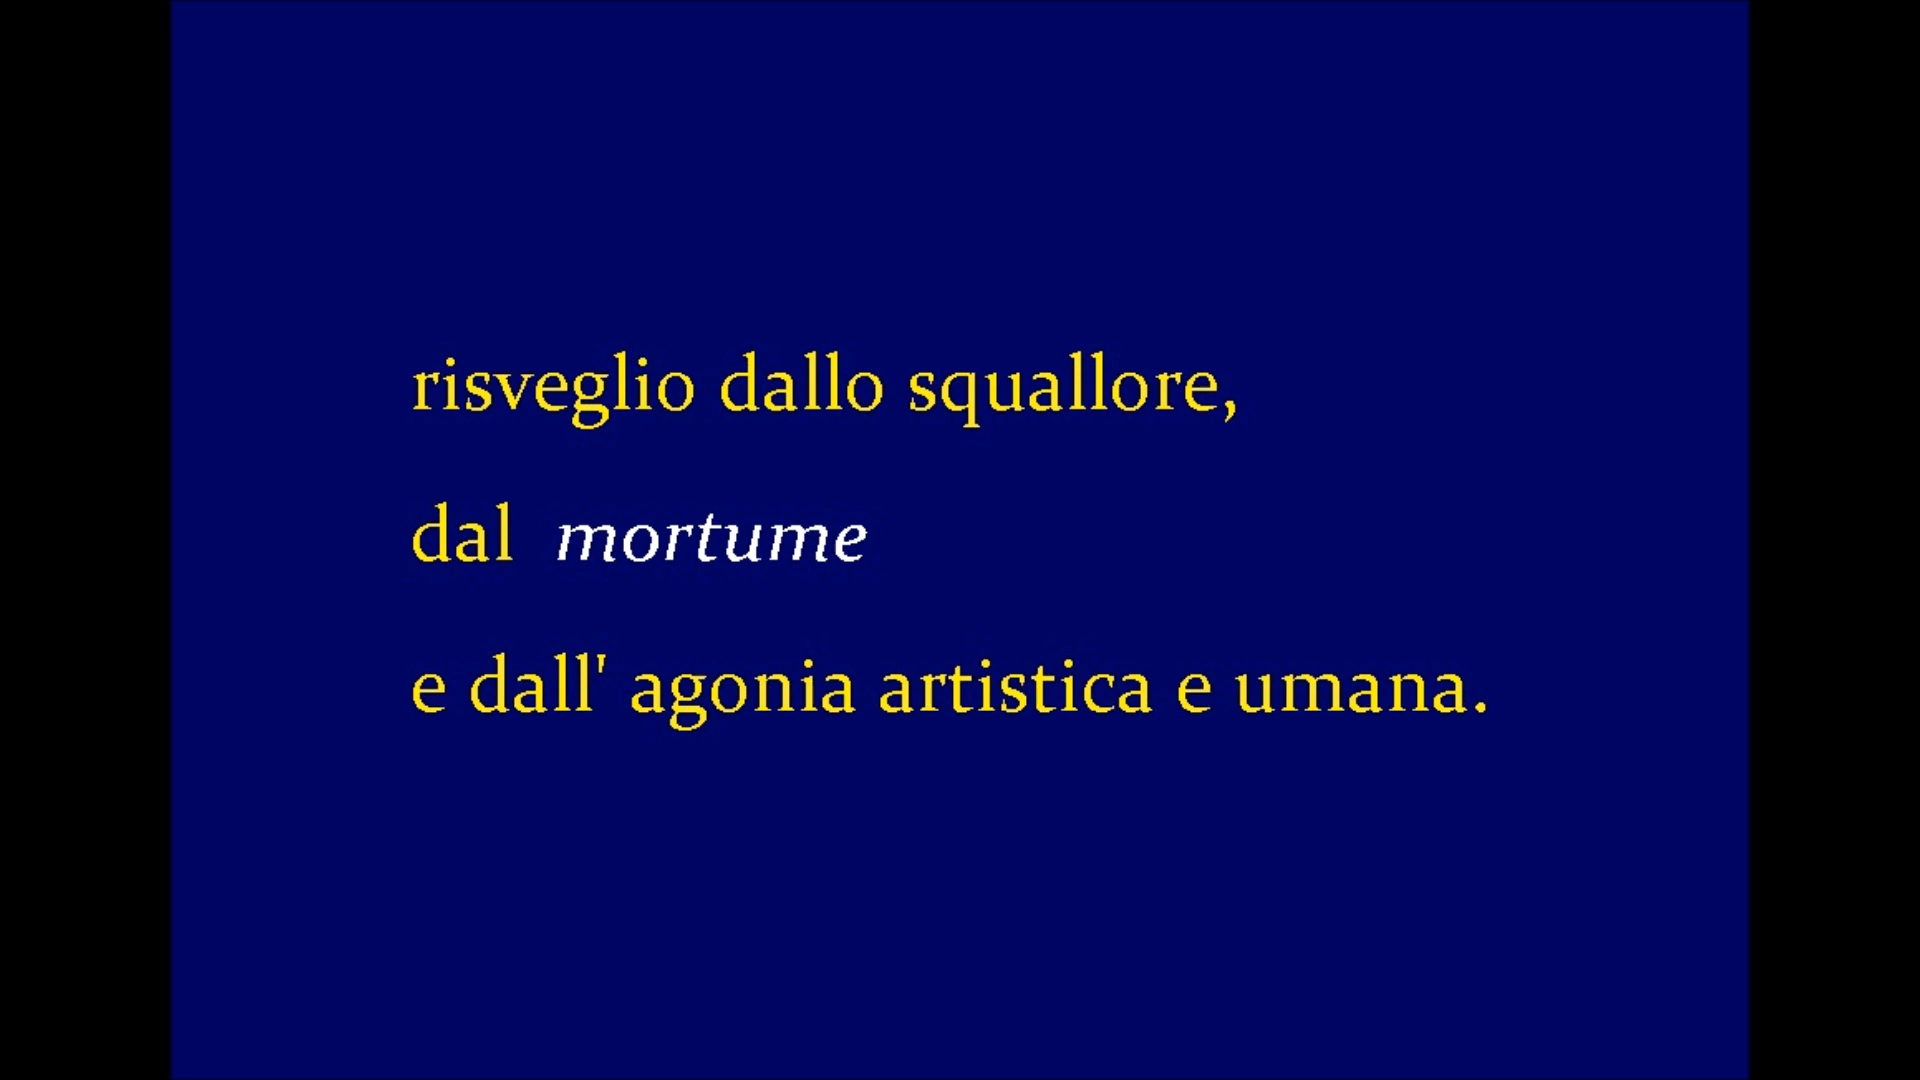 risveglio dallo squallore,
dal mortume
e dall' agonia artistica e umana.